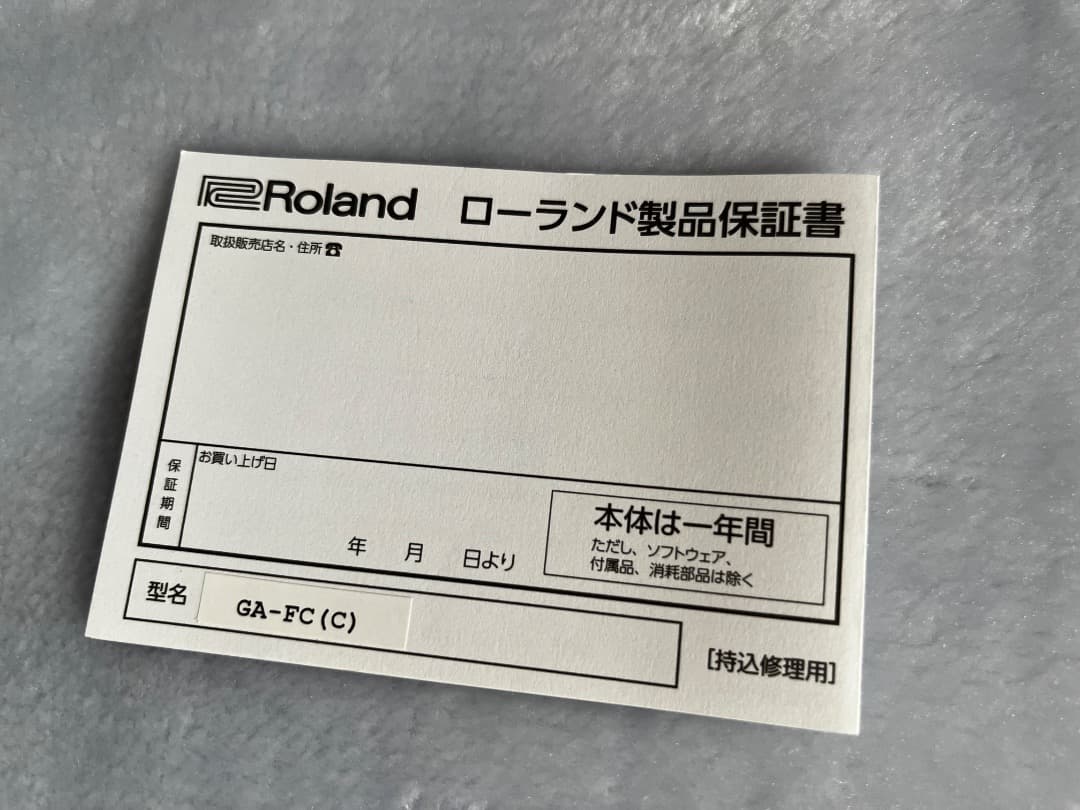 Roland ローランド製品保証書
取扱販売店名・住所☎
保証期間
お買い上げ日
年 月 日より
本体は一年間
ただし、ソフトウェア、
付属品、消耗部品は除く
型名 GA-FC(C)
[持込修理用]